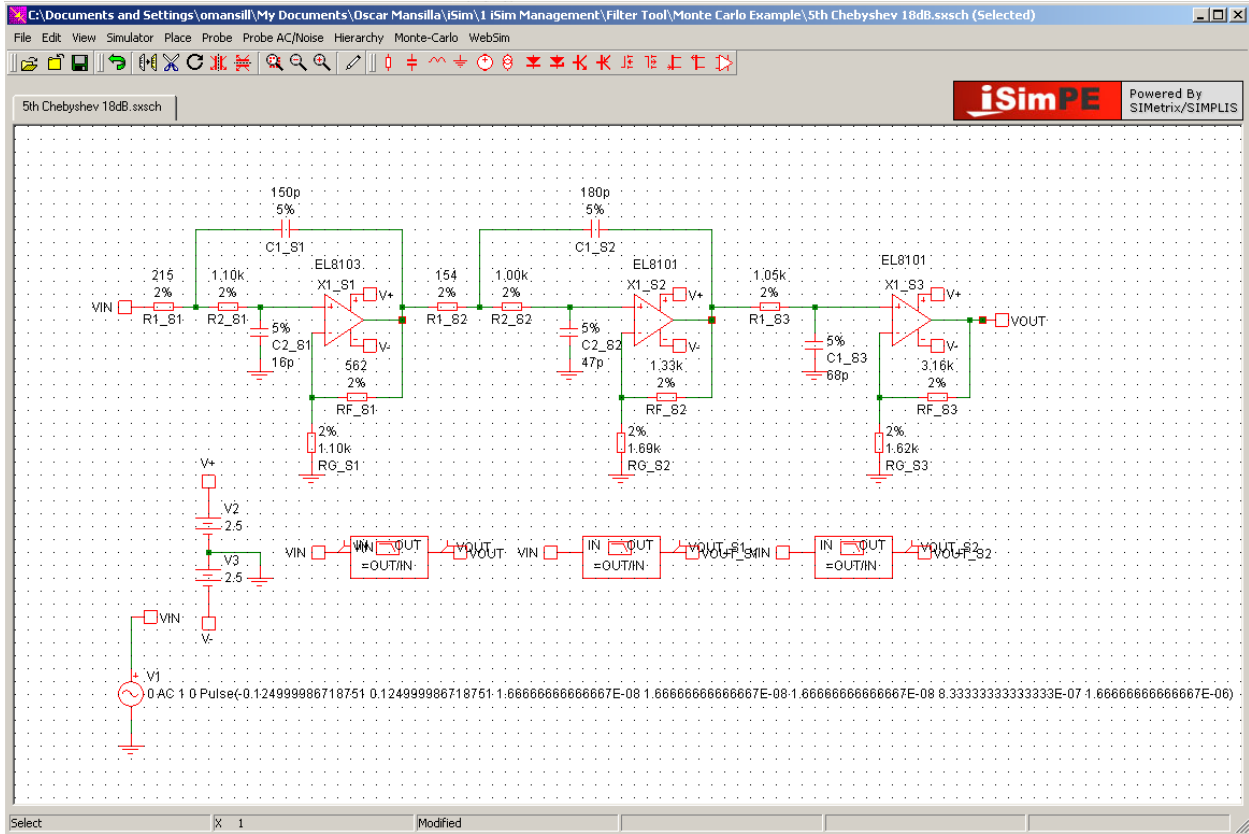 C:\Documents and Settings\omansill\My Documents\Oscar Mansilla\iSim\1 iSim Management\Filter Tool\Monte Carlo Example\5th Chebyshev 18dB.sxsch (Selected)
File Edit View Simulator Place Probe Probe AC/Noise Hierarchy Monte-Carlo WebSim
iSimPE
Powered By
SIMetrix/SIMPLIS
5th Chebyshev 18dB.sxsch
150p 180p
5% 5%
C1_S1 C1_S2
EL8103 EL8101 EL8101
215 1.10k X1_S1 154 1.00k X1_S2 1.05k X1_S3
2% 2% V+ 2% 2% V+ 2% V+
VIN R1_S1 R2_S1 R1_S2 R2_S2 R1_S3 VOUT
5% 5% 5%
C2_S1 V- C2_S2 V- C1_S3 V-
16p 562 47p 1.33k 68p 3.16k
2% 2% 2%
RF_S1 RF_S2 RF_S3
2% 2% 2%
1.10k 1.69k 1.62k
RG_S1 RG_S2 RG_S3
V+
V2
2.5
VIN VIN IN OUT VOUT VOUT VIN IN OUT VOUT_S1 VOUT_S1 VIN IN OUT VOUT_S2 VOUT_S2
=OUT/IN =OUT/IN =OUT/IN
V3
2.5
VIN
V-
V1
0 AC 1 0 Pulse(-0.124999986718751 0.124999986718751 1.66666666666667E-08 1.66666666666667E-08 1.66666666666667E-08 8.33333333333333E-07 1.66666666666667E-06)
Select X 1 Modified